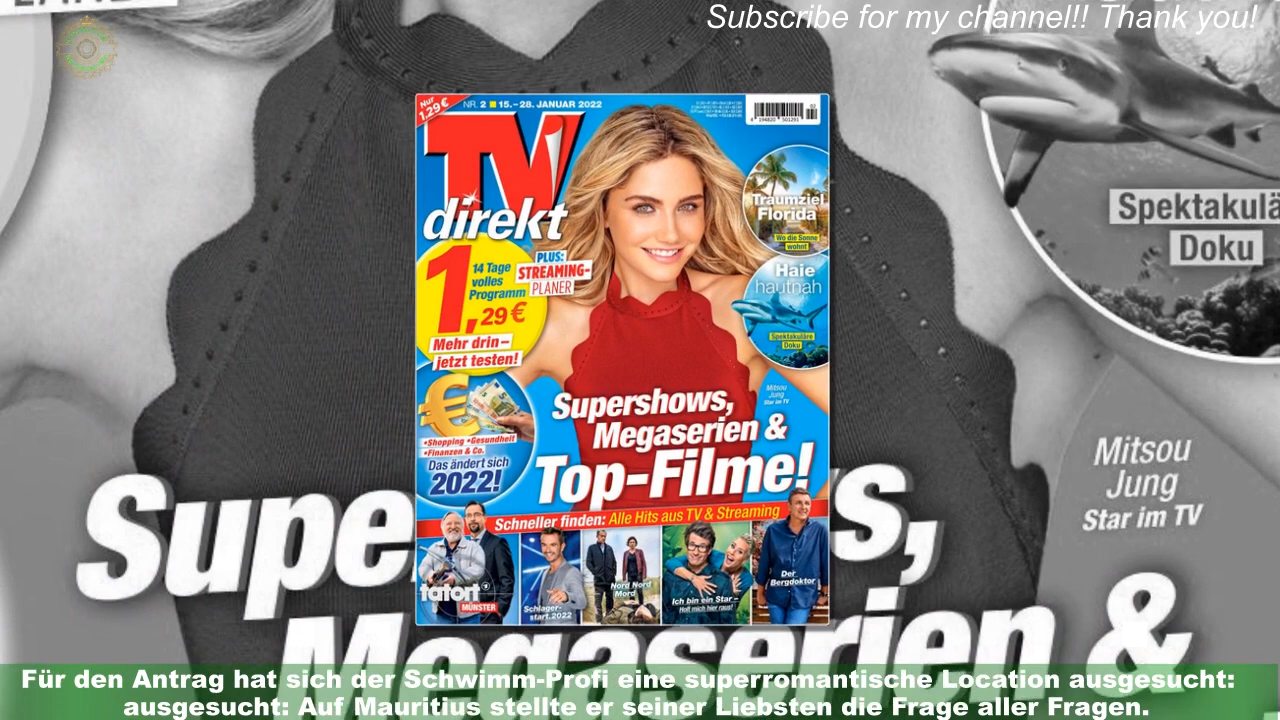 Subscribe for my channel!! Thank you!
Nur
1,29 €
NR. 2 15.–28. JANUAR 2022
4 194820 501291
TV
direkt
Traumziel
Florida
Wo die Sonne
wohnt
PLUS:
STREAMING-
PLANER
1,29 €
14 Tage
volles
Programm
Mehr drin –
jetzt testen!
Haie
hautnah
Spektakuläre
Doku
Spektakulä
Doku
•Shopping •Gesundheit
•Finanzen & Co.
Das ändert sich
2022!
Mitsou
Jung
Star im TV
Supershows,
Megaserien &
Top-Filme!
Mitsou
Jung
Star im TV
Schneller finden: Alle Hits aus TV & Streaming
tatort
MÜNSTER
Schlager-
start.2022
Nord Nord
Mord
Ich bin ein Star –
Holt mich hier raus!
Der
Bergdoktor
Supe s,
Megaserien &
Für den Antrag hat sich der Schwimm-Profi eine superromantische Location ausgesucht:
ausgesucht: Auf Mauritius stellte er seiner Liebsten die Frage aller Fragen.